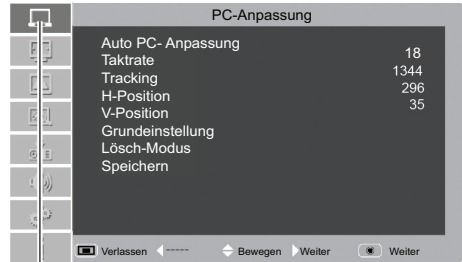 PC-Anpassung
Auto PC- Anpassung
Taktrate 18
Tracking 1344
H-Position 296
V-Position 35
Grundeinstellung
Lösch-Modus
Speichern
Verlassen ----- Bewegen Weiter Weiter